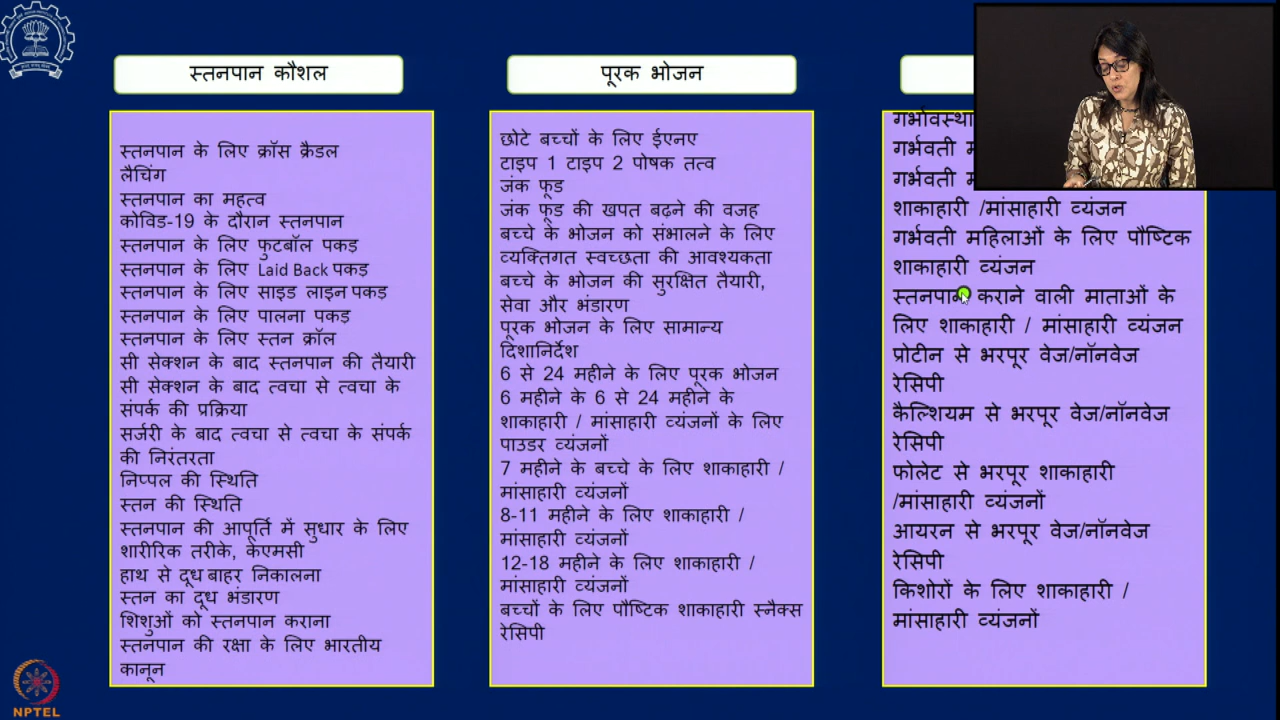 स्तनपान कौशल
स्तनपान के लिए क्रॉस क्रैडल
लैचिंग
स्तनपान का महत्व
कोविड-19 के दौरान स्तनपान
स्तनपान के लिए फुटबॉल पकड़
स्तनपान के लिए Laid Back पकड़
स्तनपान के लिए साइड लाइन पकड़
स्तनपान के लिए पालना पकड़
स्तनपान के लिए स्तन क्रॉल
सी सेक्शन के बाद स्तनपान की तैयारी
सी सेक्शन के बाद त्वचा से त्वचा के
संपर्क की प्रक्रिया
सर्जरी के बाद त्वचा से त्वचा के संपर्क
की निरंतरता
निप्पल की स्थिति
स्तन की स्थिति
स्तनपान की आपूर्ति में सुधार के लिए
शारीरिक तरीके, केएमसी
हाथ से दूध बाहर निकालना
स्तन का दूध भंडारण
शिशुओं को स्तनपान कराना
स्तनपान की रक्षा के लिए भारतीय
कानून
पूरक भोजन
छोटे बच्चों के लिए ईएनए
टाइप 1 टाइप 2 पोषक तत्व
जंक फूड
जंक फूड की खपत बढ़ने की वजह
बच्चे के भोजन को संभालने के लिए
व्यक्तिगत स्वच्छता की आवश्यकता
बच्चे के भोजन की सुरक्षित तैयारी,
सेवा और भंडारण
पूरक भोजन के लिए सामान्य
दिशानिर्देश
6 से 24 महीने के लिए पूरक भोजन
6 महीने के 6 से 24 महीने के
शाकाहारी / मांसाहारी व्यंजनों के लिए
पाउडर व्यंजनों
7 महीने के बच्चे के लिए शाकाहारी /
मांसाहारी व्यंजनों
8-11 महीने के लिए शाकाहारी /
मांसाहारी व्यंजनों
12-18 महीने के लिए शाकाहारी /
मांसाहारी व्यंजनों
बच्चों के लिए पौष्टिक शाकाहारी स्नैक्स
रेसिपी
गर्भवती
गर्भवती
शाकाहारी /मांसाहारी व्यंजन
गर्भवती महिलाओं के लिए पौष्टिक
शाकाहारी व्यंजन
स्तनपान कराने वाली माताओं के
लिए शाकाहारी / मांसाहारी व्यंजन
प्रोटीन से भरपूर वेज/नॉनवेज
रेसिपी
कैल्शियम से भरपूर वेज/नॉनवेज
रेसिपी
फोलेट से भरपूर शाकाहारी
/मांसाहारी व्यंजनों
आयरन से भरपूर वेज/नॉनवेज
रेसिपी
किशोरों के लिए शाकाहारी /
मांसाहारी व्यंजनों
NPTEL